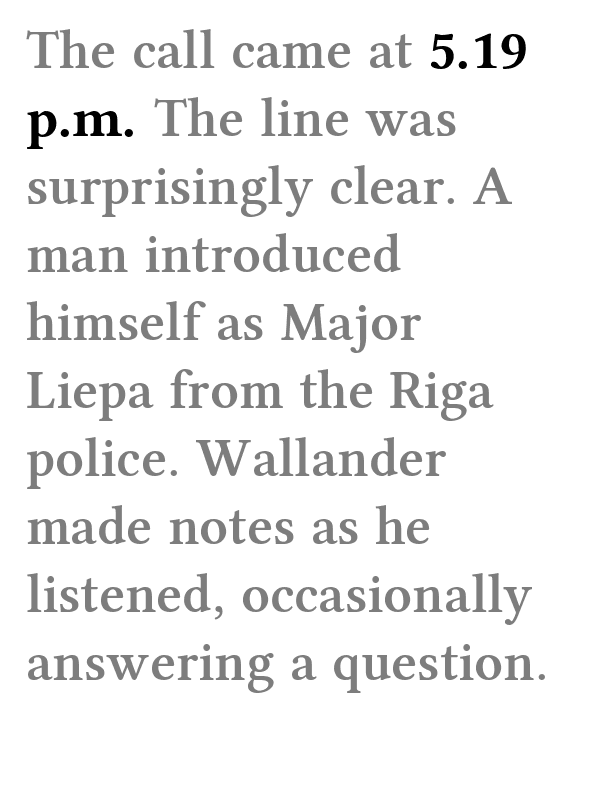 The call came at 5.19
p.m. The line was
surprisingly clear. A
man introduced
himself as Major
Liepa from the Riga
police. Wallander
made notes as he
listened, occasionally
answering a question.